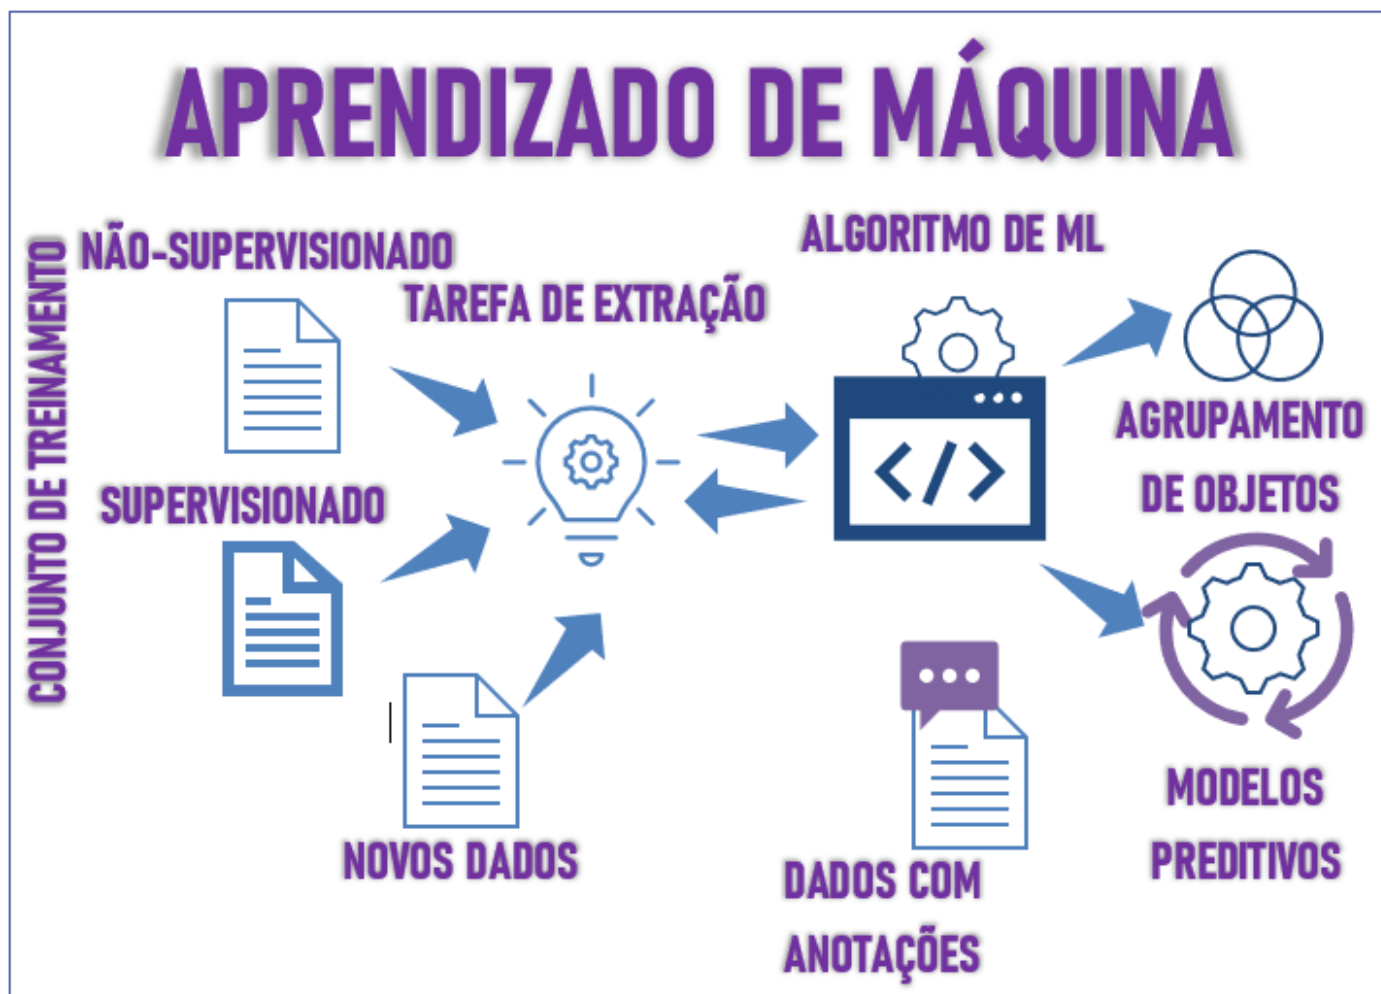 APRENDIZADO DE MÁQUINA
CONJUNTO DE TREINAMENTO
NÃO-SUPERVISIONADO
TAREFA DE EXTRAÇÃO
ALGORITMO DE ML
AGRUPAMENTO
DE OBJETOS
SUPERVISIONADO
</>
NOVOS DADOS
DADOS COM
ANOTAÇÕES
MODELOS
PREDITIVOS